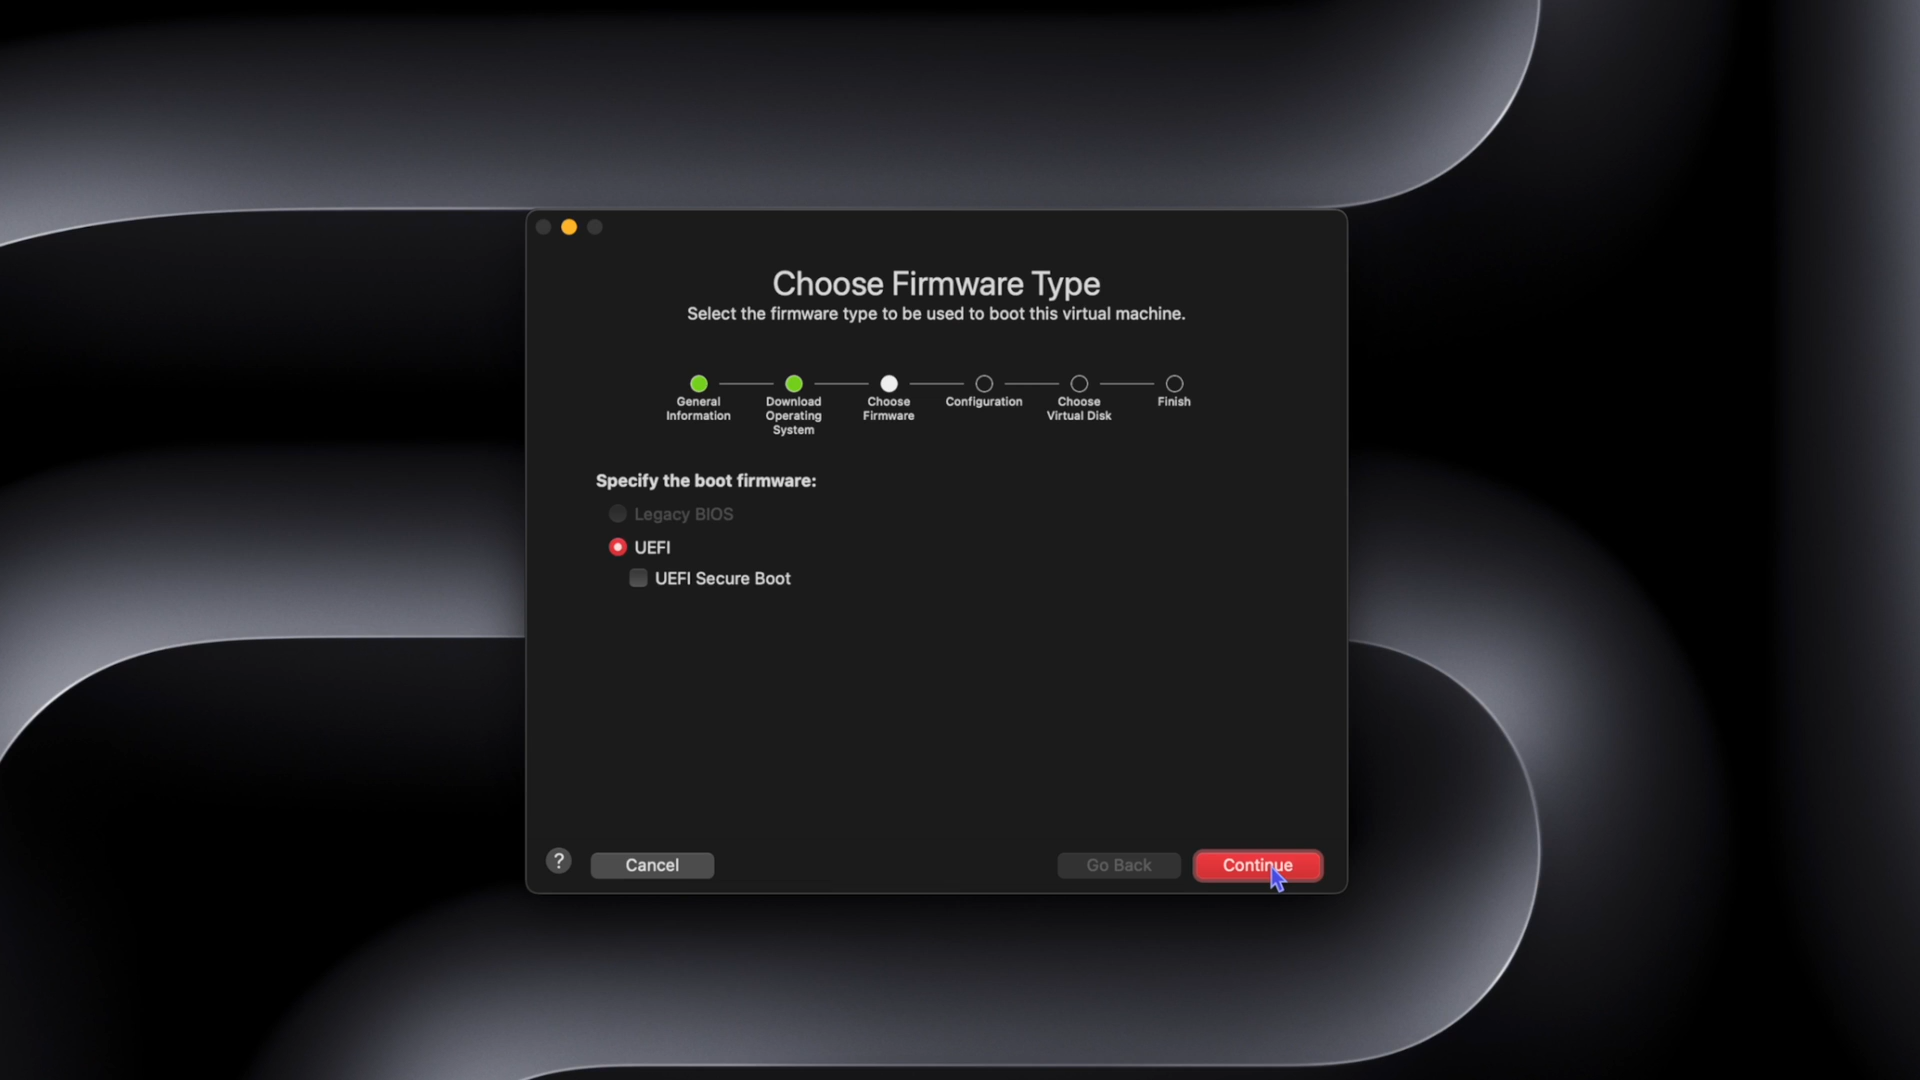 Choose Firmware Type
Select the firmware type to be used to boot this virtual machine.
General
Information
Download
Operating
System
Choose
Firmware
Configuration
Choose
Virtual Disk
Finish
Specify the boot firmware:
Legacy BIOS
UEFI
UEFI Secure Boot
?
Cancel
Go Back
Continue